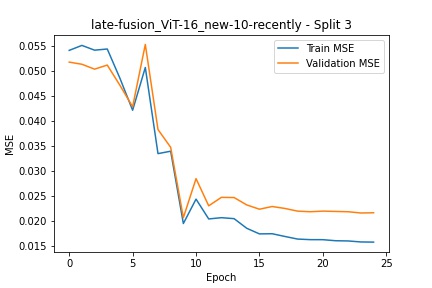 late-fusion_ViT-16_new-10-recently - Split 3
Train MSE
Validation MSE
0.055
0.050
0.045
0.040
0.035
0.030
0.025
0.020
0.015
MSE
0 5 10 15 20 25
Epoch